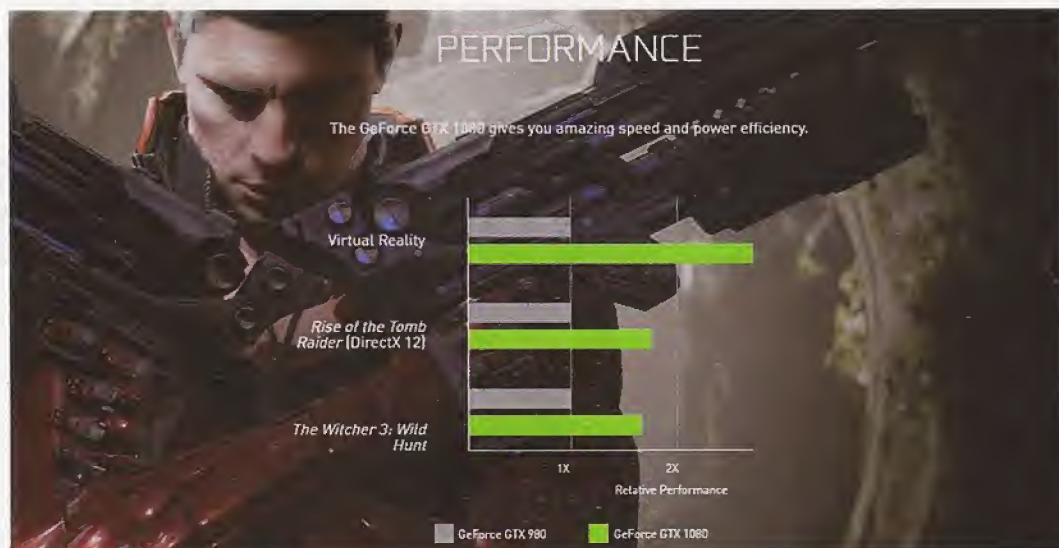 PERFORMANCE
The GeForce GTX 1080 gives you amazing speed and power efficiency.
Virtual Reality
Rise of the Tomb
Raider (DirectX 12)
The Witcher 3: Wild
Hunt
1X 2X
Relative Performance
GeForce GTX 980 GeForce GTX 1080